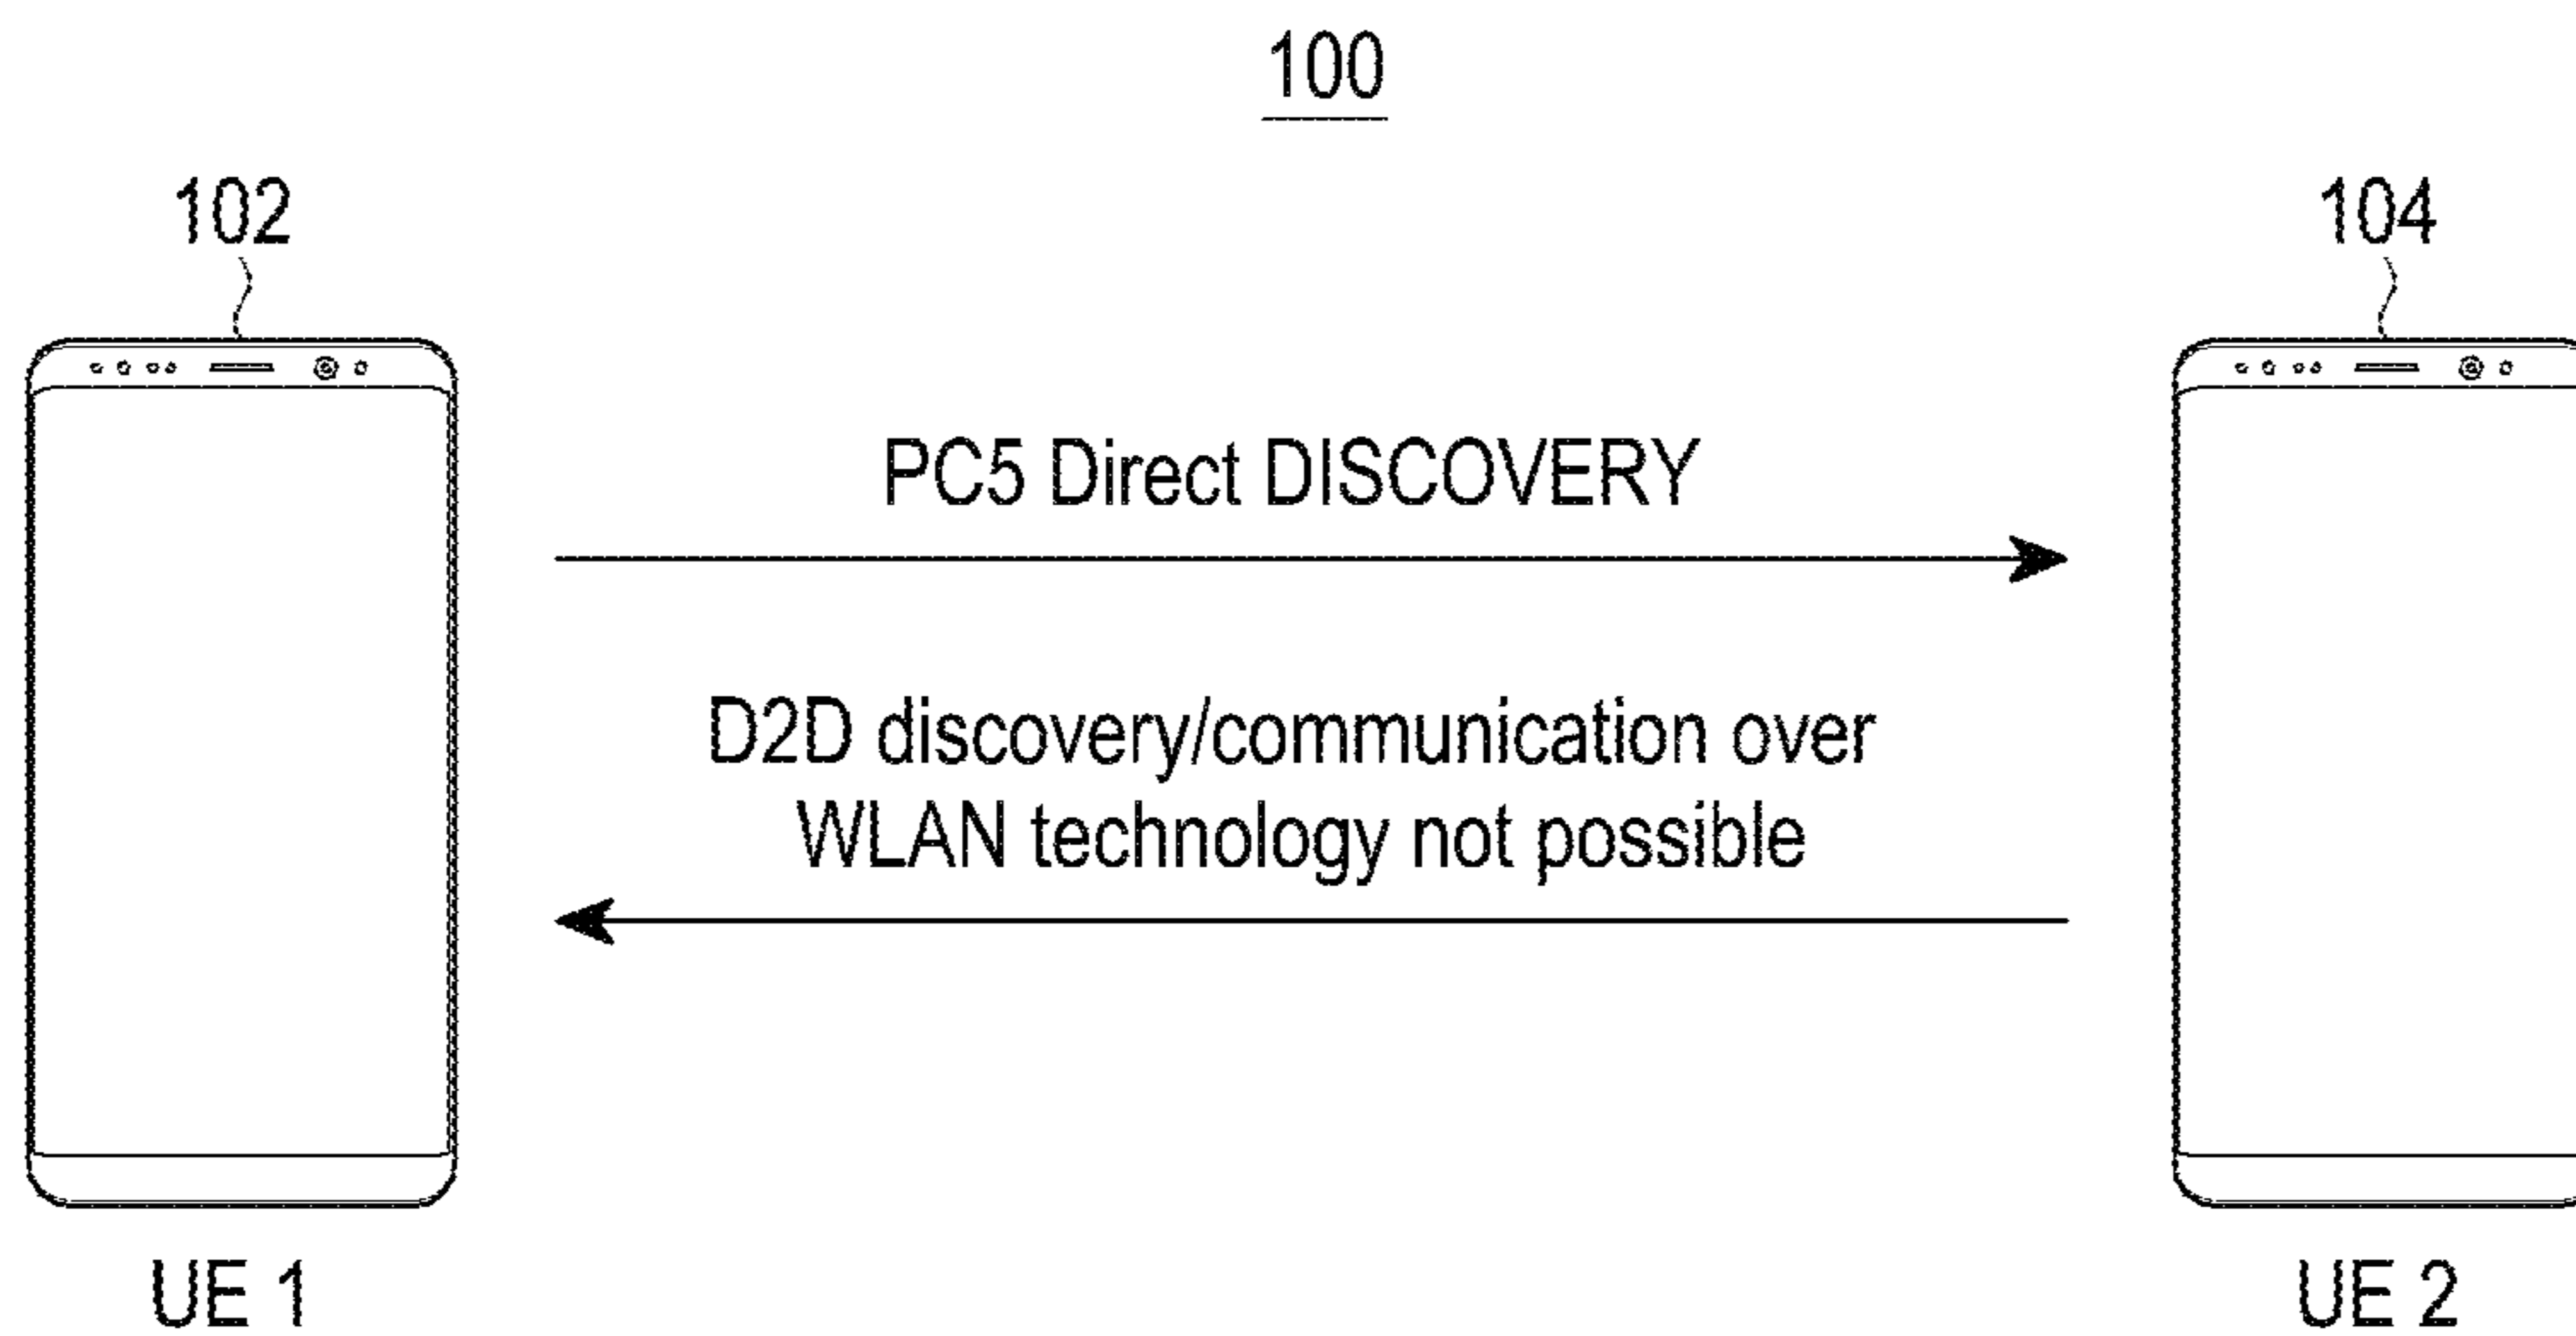 100
102
104
PC5 Direct DISCOVERY
D2D discovery/communication over
WLAN technology not possible
UE 1
UE 2